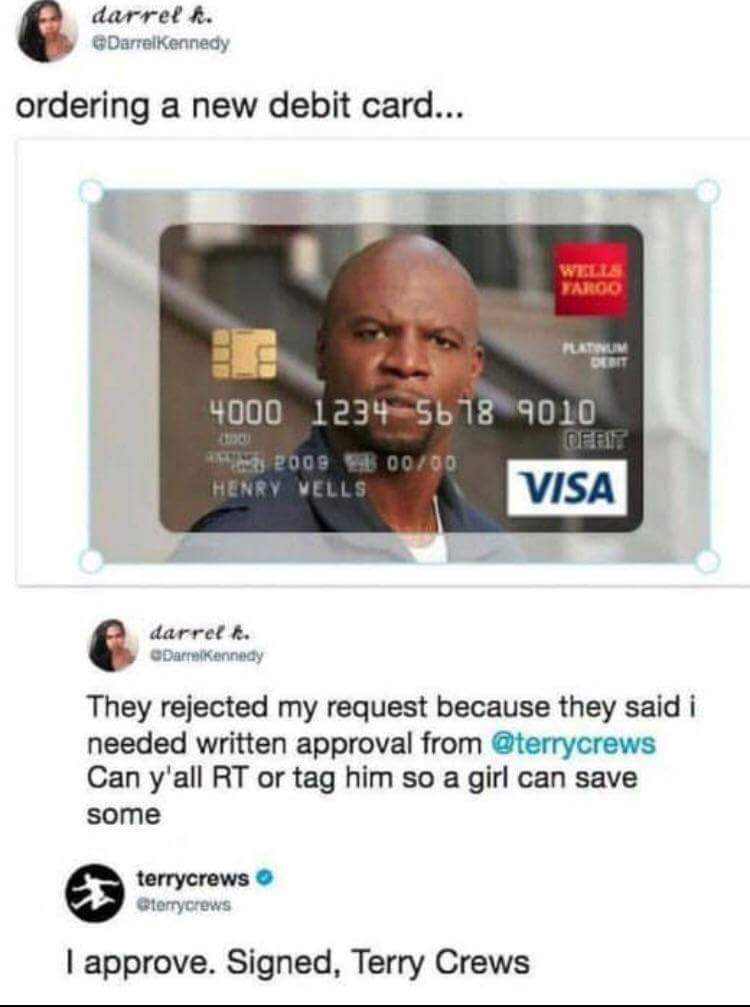 darrel k.
@DarrelKennedy
ordering a new debit card...
WELLS
FARGO
PLATINUM
DEBIT
4000 1234 5678 9010
DEBIT
2009 00/00
HENRY WELLS
VISA
darrel k.
@DarrelKennedy
They rejected my request because they said i
needed written approval from @terrycrews
Can y'all RT or tag him so a girl can save
some
terrycrews
@terrycrews
I approve. Signed, Terry Crews